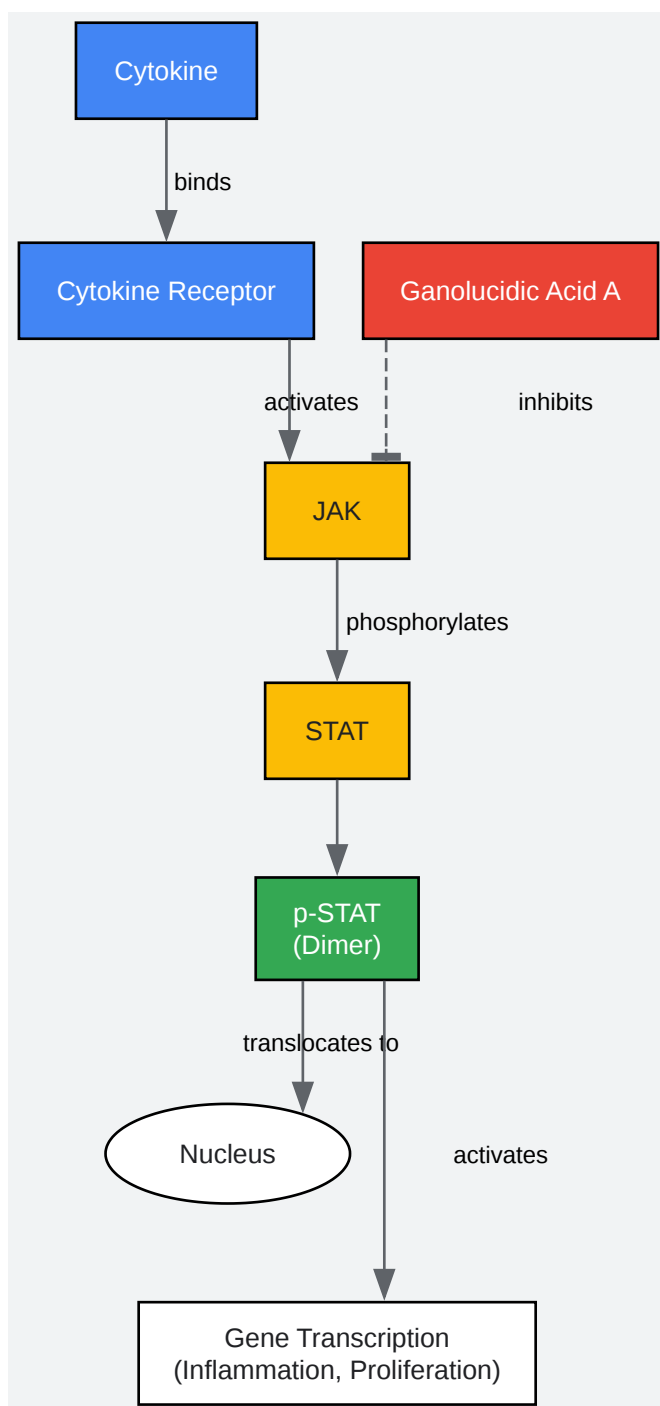 Cytokine
binds
Cytokine Receptor
Ganolucidic Acid A
activates
inhibits
JAK
phosphorylates
STAT
p-STAT
(Dimer)
translocates to
Nucleus
activates
Gene Transcription
(Inflammation, Proliferation)